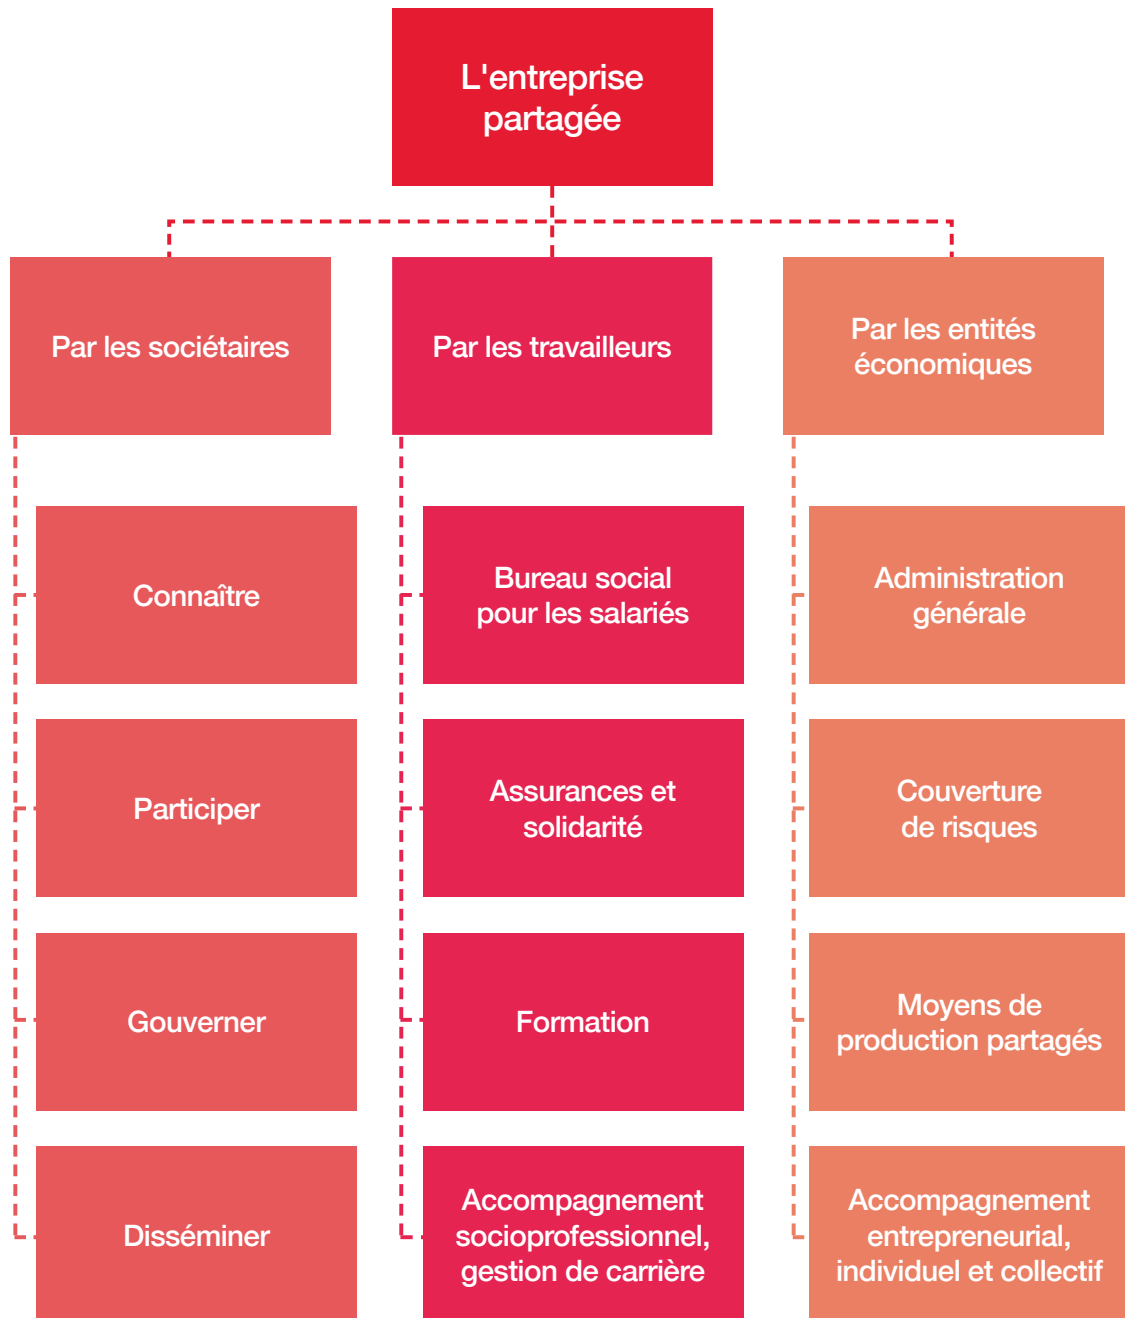 L'entreprise
partagée
Par les sociétaires
Connaître
Participer
Gouverner
Disséminer
Par les travailleurs
Bureau social
pour les salariés
Assurances et
solidarité
Formation
Accompagnement
socioprofessionnel,
gestion de carrière
Par les entités
économiques
Administration
générale
Couverture
de risques
Moyens de
production partagés
Accompagnement
entrepreneurial,
individuel et collectif